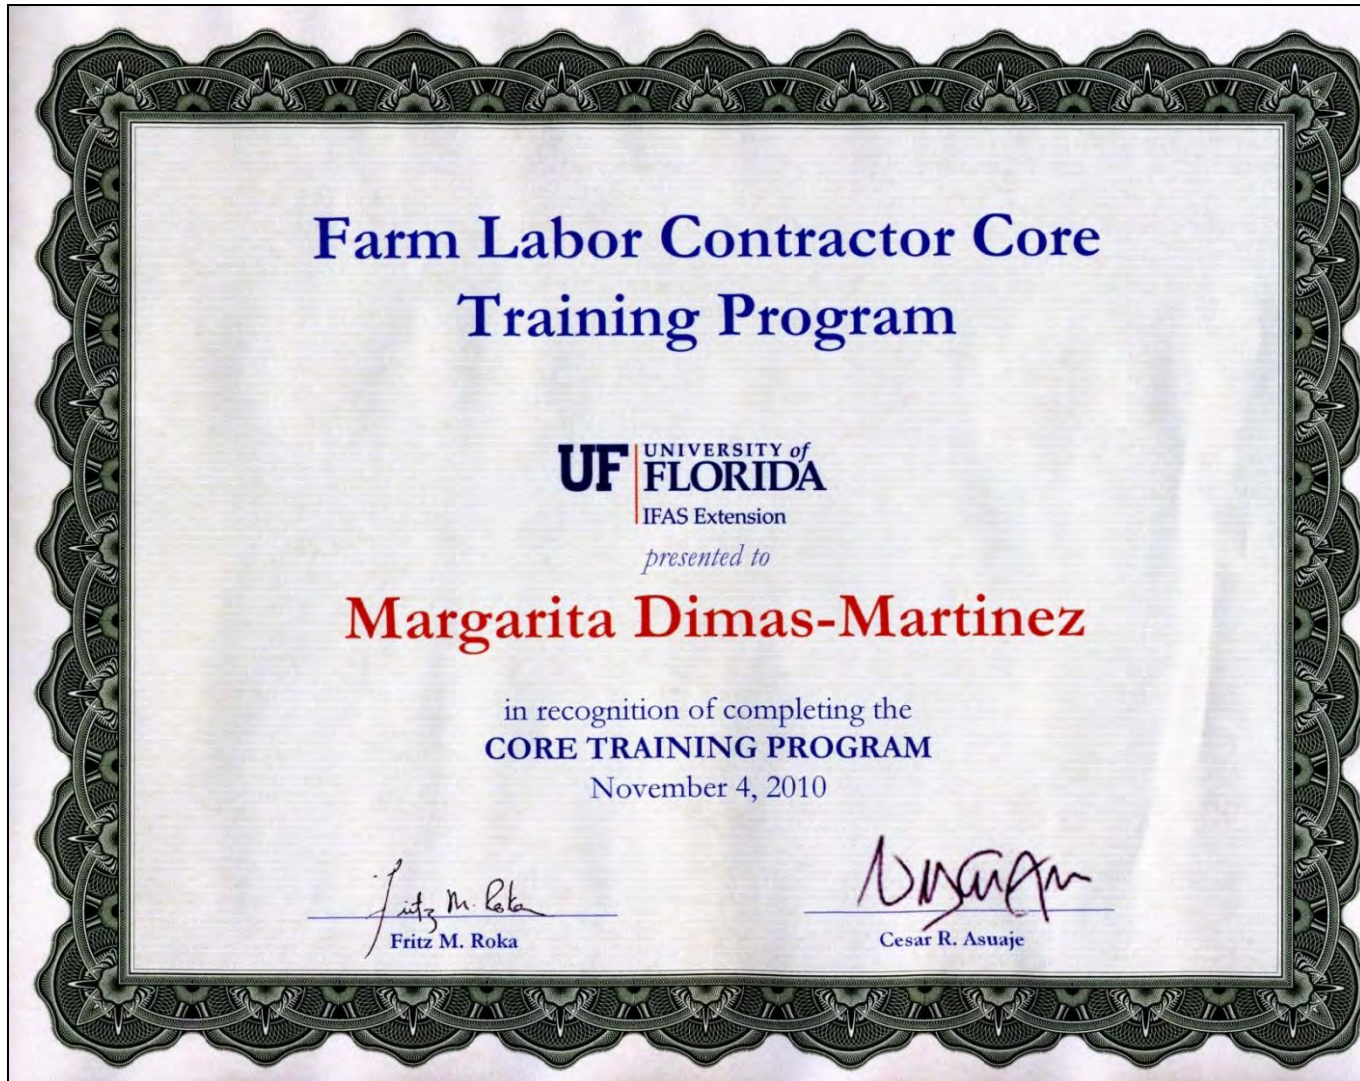 Farm Labor Contractor Core
Training Program
UF UNIVERSITY of
FLORIDA
IFAS Extension
presented to
Margarita Dimas-Martinez
in recognition of completing the
CORE TRAINING PROGRAM
November 4, 2010
Fritz M. Roka
Fritz M. Roka
Cesar R. Asuaje